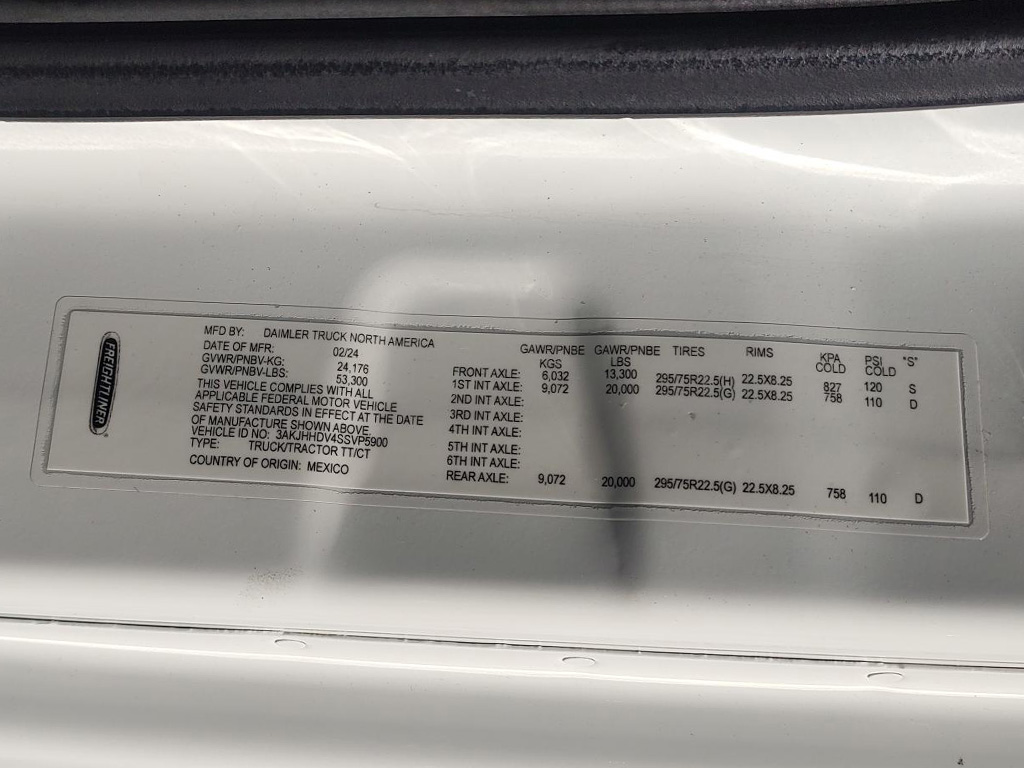 FREIGHTLINER
MFD BY: DAIMLER TRUCK NORTH AMERICA
DATE OF MFR: 02/24
GVWR/PNBV-KG: 24,176
GVWR/PNBV-LBS: 53,300
THIS VEHICLE COMPLIES WITH ALL
APPLICABLE FEDERAL MOTOR VEHICLE
SAFETY STANDARDS IN EFFECT AT THE DATE
OF MANUFACTURE SHOWN ABOVE.
VEHICLE ID NO: 3AKJHHDV4SSVP5900
TYPE: TRUCK/TRACTOR TT/CT
COUNTRY OF ORIGIN: MEXICO
GAWR/PNBE GAWR/PNBE TIRES RIMS KPA PSI "S"
KGS LBS COLD COLD
FRONT AXLE: 6,032 13,300 295/75R22.5(H) 22.5X8.25 827 120 S
1ST INT AXLE: 9,072 20,000 295/75R22.5(G) 22.5X8.25 758 110 D
2ND INT AXLE:
3RD INT AXLE:
4TH INT AXLE:
5TH INT AXLE:
6TH INT AXLE:
REAR AXLE: 9,072 20,000 295/75R22.5(G) 22.5X8.25 758 110 D